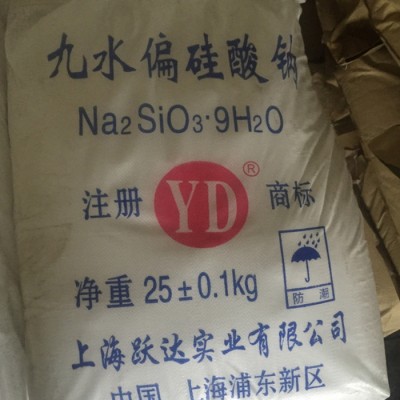 九水偏硅酸钠
Na2SiO3·9H2O
注册 YD® 商标
净重 25±0.1kg
防潮
上海跃达实业有限公司
中国 上海浦东新区